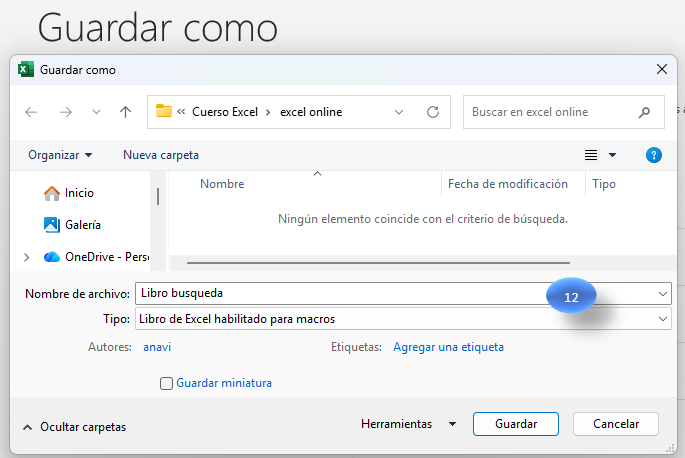 Guardar como
Guardar como
« Cuerso Excel > excel online
Buscar en excel online
Organizar
Nueva carpeta
Nombre
Fecha de modificación
Tipo
Inicio
Galería
OneDrive - Perso
Ningún elemento coincide con el criterio de búsqueda.
Nombre de archivo: Libro busqueda
12
Tipo: Libro de Excel habilitado para macros
Autores: anavi
Etiquetas: Agregar una etiqueta
Guardar miniatura
Ocultar carpetas
Herramientas
Guardar
Cancelar